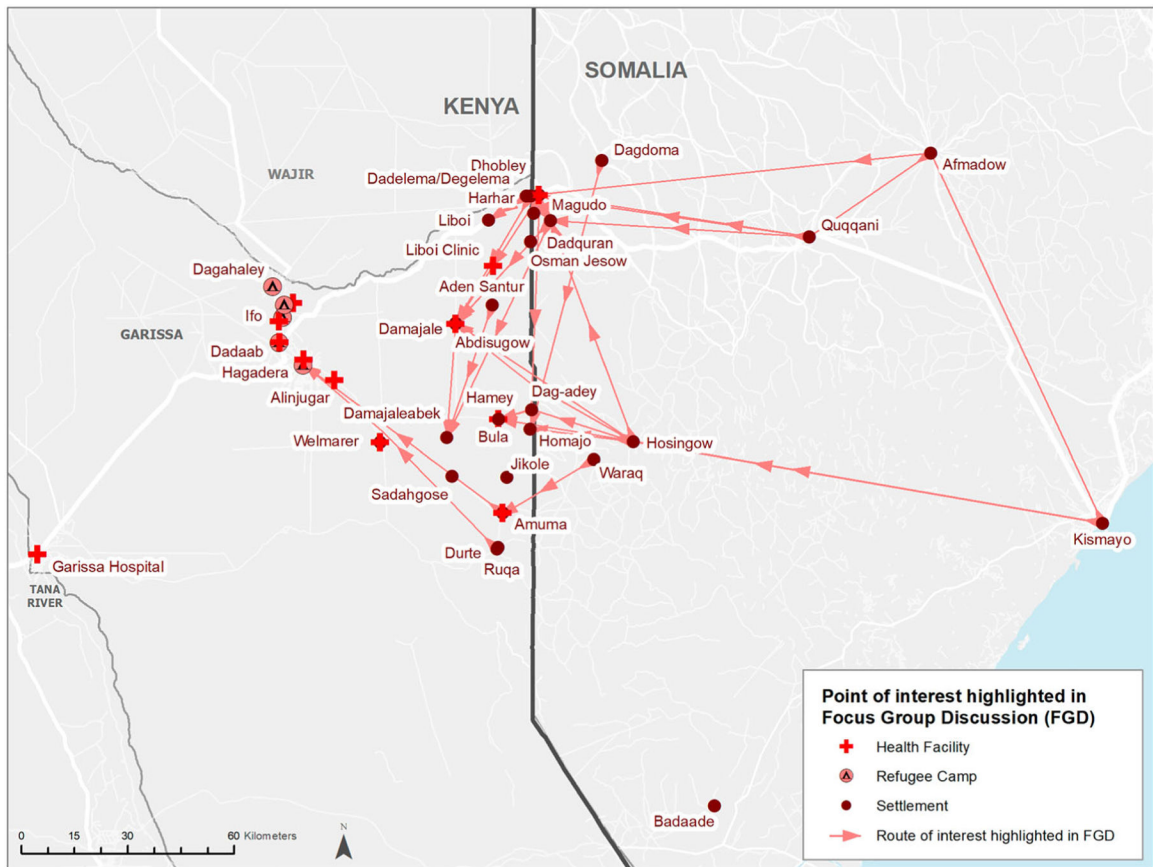 SOMALIA
KENYA
WAJIR
Dhobley
Dagdoma
Afmadow
Dadelema/Degelema
Harhar
Magudo
Liboi
Quqqani
Dadquran
Liboi Clinic
Osman Jesow
Dagahaley
Aden Santur
Ifo
GARISSA
Damajale
Abdisugow
Dadaab
Hagadera
Alinjugar
Hamey
Dag-adey
Damajaleabek
Welmarer
Bula
Homajo
Hosingow
Jikole
Waraq
Sadahgose
Amuma
Kismayo
Durte
Ruqa
Garissa Hospital
TANA
RIVER
Badaade
Point of interest highlighted in
Focus Group Discussion (FGD)
Health Facility
Refugee Camp
Settlement
Route of interest highlighted in FGD
0 15 30 60 Kilometers
N